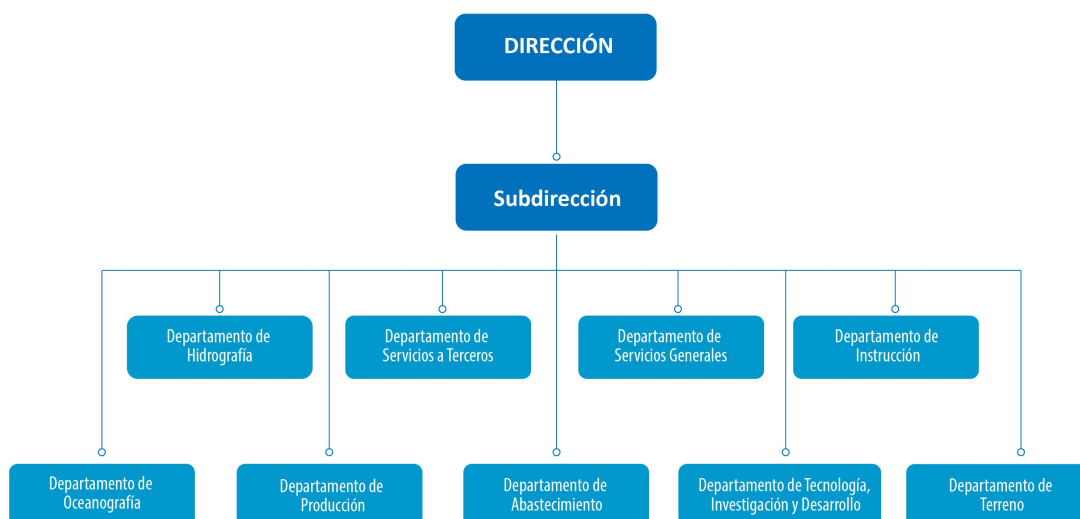 DIRECCIÓN
Subdirección
Departamento de
Hidrografía
Departamento de
Servicios a Terceros
Departamento de
Servicios Generales
Departamento de
Instrucción
Departamento de
Oceanografía
Departamento de
Producción
Departamento de
Abastecimiento
Departamento de Tecnología,
Investigación y Desarrollo
Departamento de
Terreno